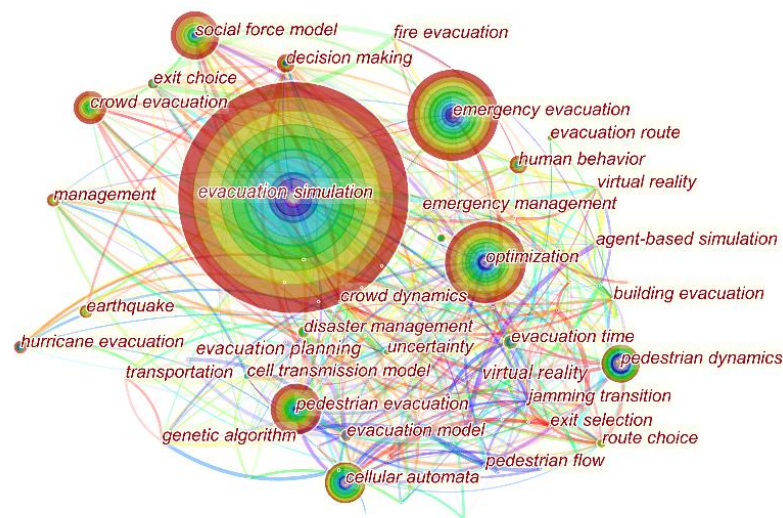 social force model
fire evacuation
decision making
exit choice
crowd evacuation
emergency evacuation
evacuation route
human behavior
virtual reality
management
evacuation simulation
emergency management
agent-based simulation
optimization
building evacuation
crowd dynamics
earthquake
disaster management
hurricane evacuation
evacuation time
evacuation planning
uncertainty
pedestrian dynamics
transportation
cell transmission model
virtual reality
jamming transition
pedestrian evacuation
exit selection
genetic algorithm
evacuation model
route choice
pedestrian flow
cellular automata